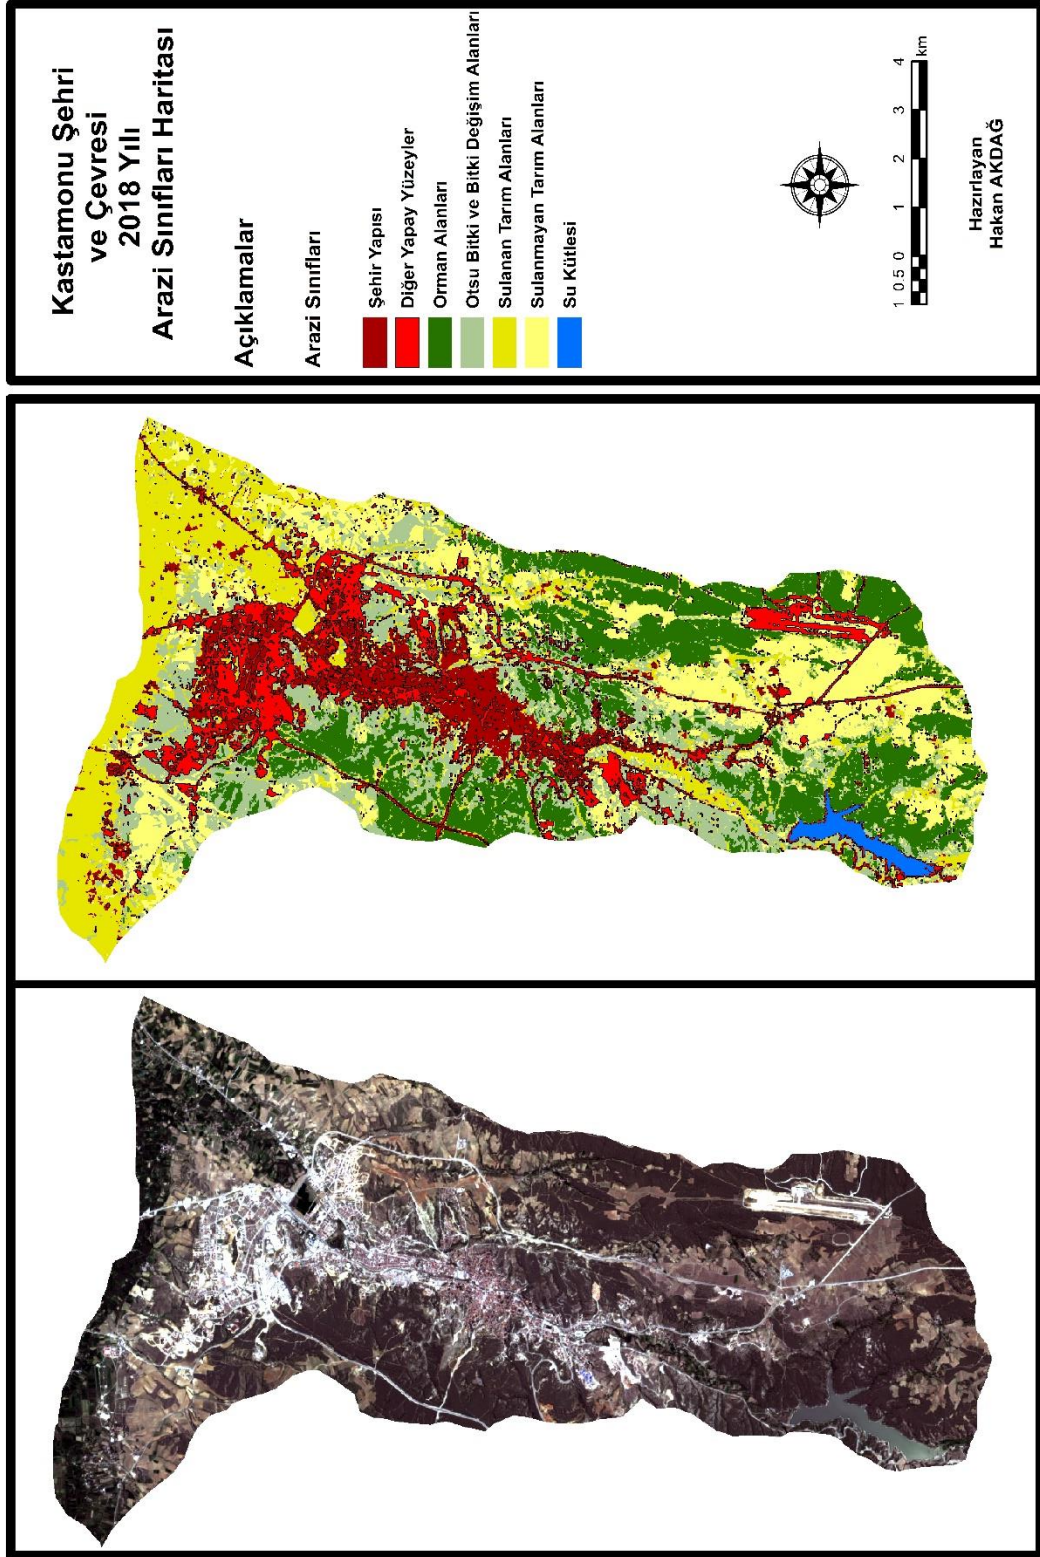 Kastamonu Şehri
ve Çevresi
2018 Yılı
Arazi Sınıfları Haritası
Açıklamalar
Arazi Sınıfları
Şehir Yapısı
Diğer Yapay Yüzeyler
Orman Alanları
Otsu Bitki ve Bitki Değişim Alanları
Sulanan Tarım Alanları
Sulanmayan Tarım Alanları
Su Kütlesi
1 0.5 0 1 2 3 4
km
Hazırlayan
Hakan AKDAĞ